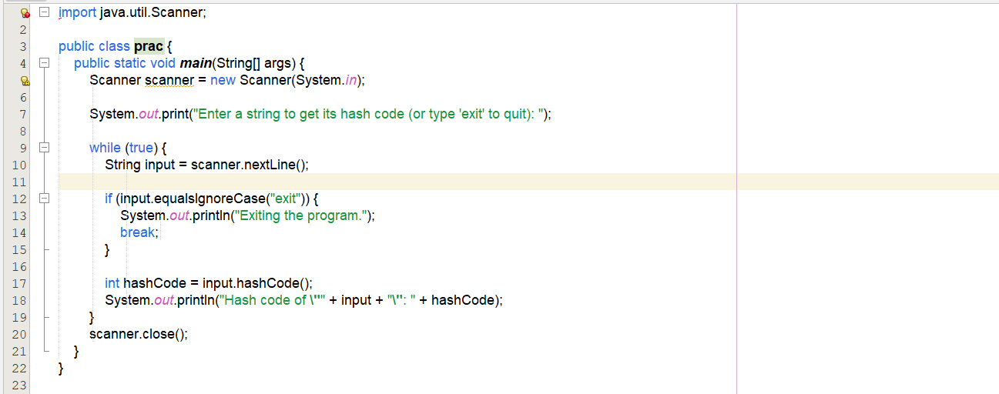 import java.util.Scanner;
2
3 public class prac {
4 public static void main(String[] args) {
Scanner scanner = new Scanner(System.in);
6
7 System.out.print("Enter a string to get its hash code (or type 'exit' to quit): ");
8
9 while (true) {
10 String input = scanner.nextLine();
11
12 if (input.equalsIgnoreCase("exit")) {
13 System.out.println("Exiting the program.");
14 break;
15 }
16
17 int hashCode = input.hashCode();
18 System.out.println("Hash code of \"" + input + "\": " + hashCode);
19 }
20 scanner.close();
21 }
22 }
23